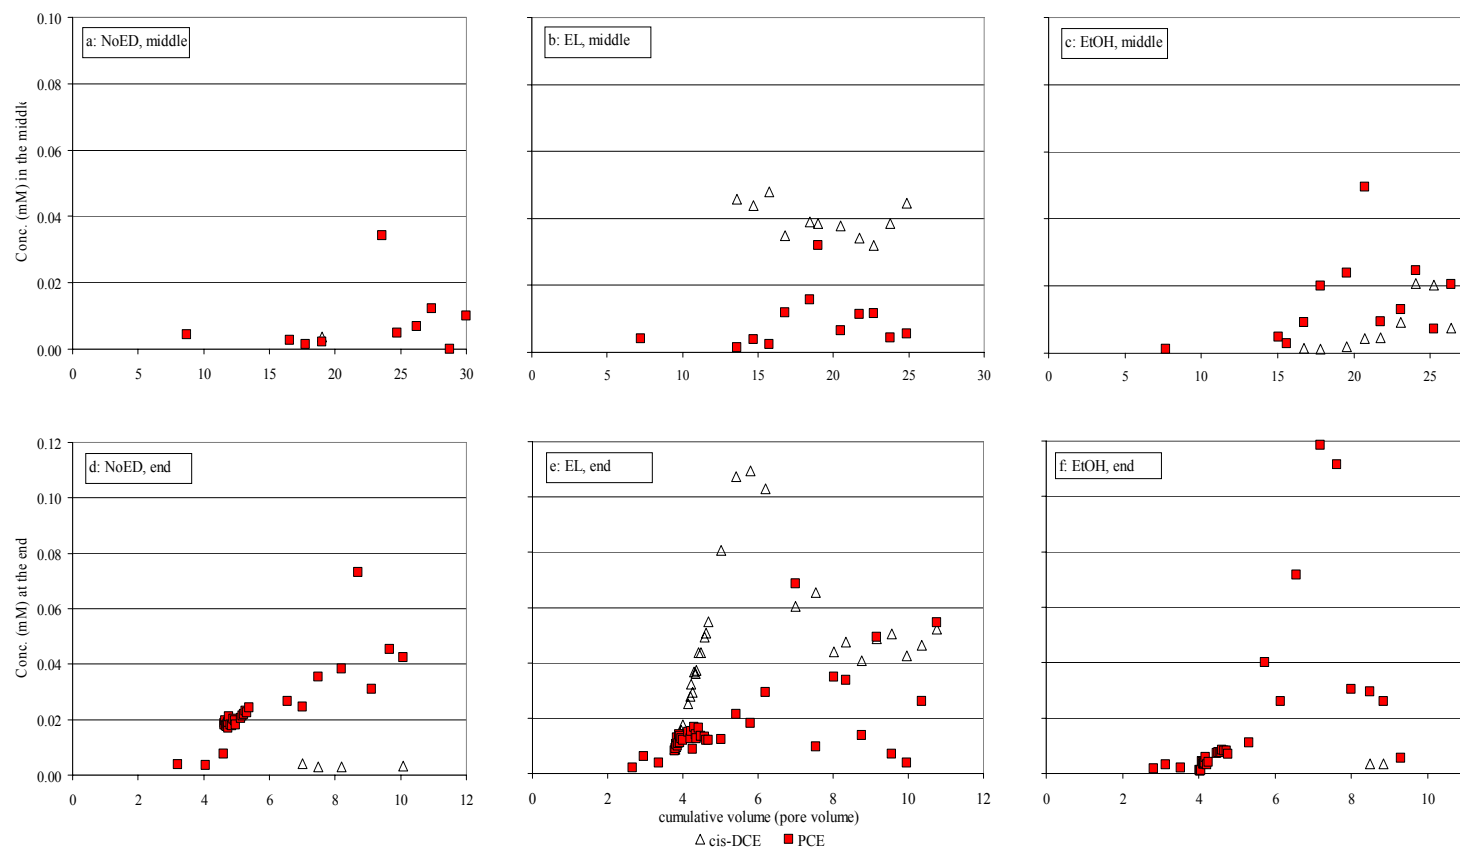 a: NoED, middle
b: EL, middle
c: EtOH, middle
Conc. (mM) in the middle
0.10
0.08
0.06
0.04
0.02
0.00
0 5 10 15 20 25 30
0 5 10 15 20 25 30
0 5 10 15 20 25
d: NoED, end
e: EL, end
f: EtOH, end
Conc. (mM) at the end
0.12
0.10
0.08
0.06
0.04
0.02
0.00
0 2 4 6 8 10 12
0 2 4 6 8 10 12
0 2 4 6 8 10
cumulative volume (pore volume)
cis-DCE PCE